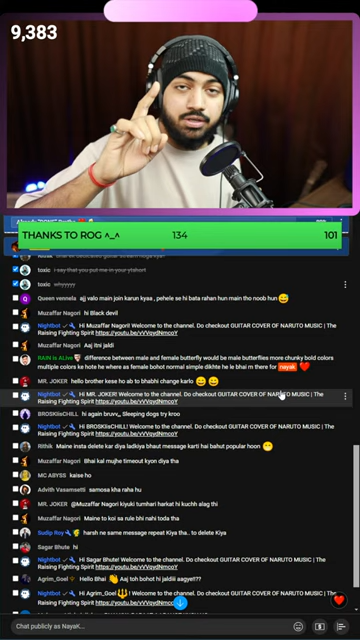 9,383
THANKS TO ROG ^_^ 134 101
toxic i say that you put me in your ytshort
toxic whyyyyy
Queen vennela ajj valo main join karun kyaa , pehele se hi bata rahan hun main tho noob hun
Muzaffar Nagori hi Black devil
Nightbot Hi Muzaffar Nagori! Welcome to the channel. Do checkout GUITAR COVER OF NARUTO MUSIC | The
Raising Fighting Spirit https://youtu.be/vVVqydNmcoY
Muzaffar Nagori Aaj itni jaldi
RAIN is ALive difference between male and female butterfly would be male butterflies more chunky bold colors
multiple colors ke hote he where as female bohot normal simple dikhte he le bhai m there for nayak
MR. JOKER hello brother kese ho ab to bhabhi change karlo
Nightbot Hi MR. JOKER! Welcome to the channel. Do checkout GUITAR COVER OF NARUTO MUSIC | The
Raising Fighting Spirit https://youtu.be/vVVqydNmcoY
BROSKiisCHILL hi again bruvv,, Sleeping dogs try kroo
Nightbot Hi BROSKiisCHILL! Welcome to the channel. Do checkout GUITAR COVER OF NARUTO MUSIC | The
Raising Fighting Spirit https://youtu.be/vVVqydNmcoY
Rithik Maine insta delete kar diya ladkiya bhaut message karti hai bahut popular hoon
Muzaffar Nagori Bhai kal mujhe timeout kyon diya tha
MC ABYSS kaise ho
Advith Vasamsetti samosa kha raha hu
MR. JOKER @Muzaffar Nagori kiyuki tumhari harkat hi kuchh alag thi
Muzaffar Nagori Maine to koi sa rule bhi nahi toda tha
Sudip Roy harsh ne same message repeat Kiya tha.. to delete Kiya
Sagar Bhute hi
Nightbot Hi Sagar Bhute! Welcome to the channel. Do checkout GUITAR COVER OF NARUTO MUSIC | The
Raising Fighting Spirit https://youtu.be/vVVqydNmcoY
Agrim_Goel Hello Bhai Aaj toh bohot hi jaldiii aagye!!??
Nightbot Hi Agrim_Goel ! Welcome to the channel. Do checkout GUITAR COVER OF NARUTO MUSIC | The
Raising Fighting Spirit https://youtu.be/vVVqydNmcoY
Chat publicly as NayaK...